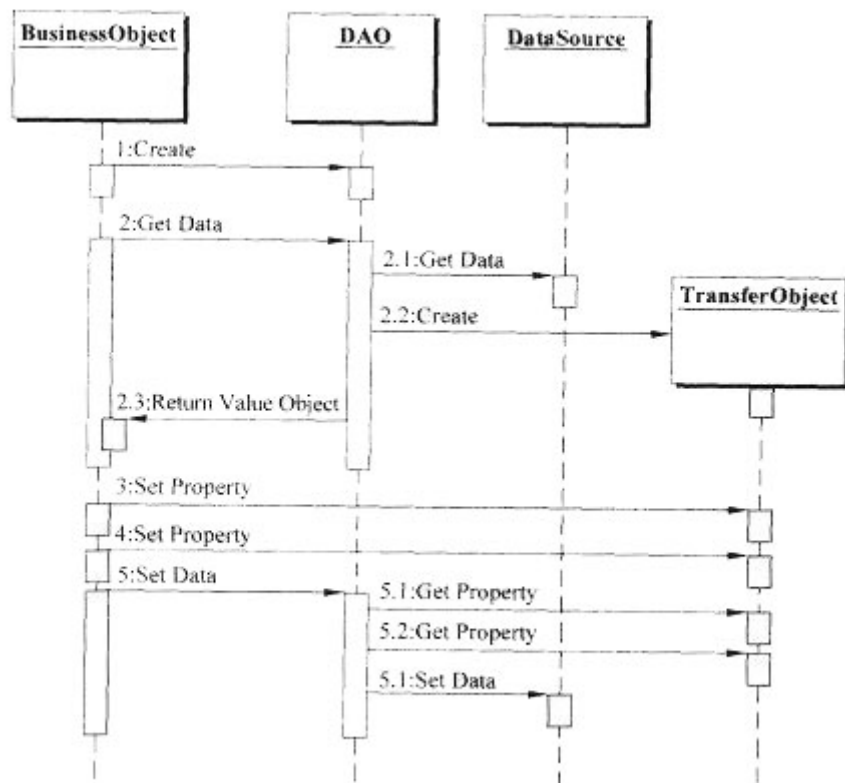 BusinessObject
DAO
DataSource
1:Create
2:Get Data
2.1:Get Data
TransferObject
2.2:Create
2.3:Return Value Object
3:Set Property
4:Set Property
5:Set Data
5.1:Get Property
5.2:Get Property
5.1:Set Data